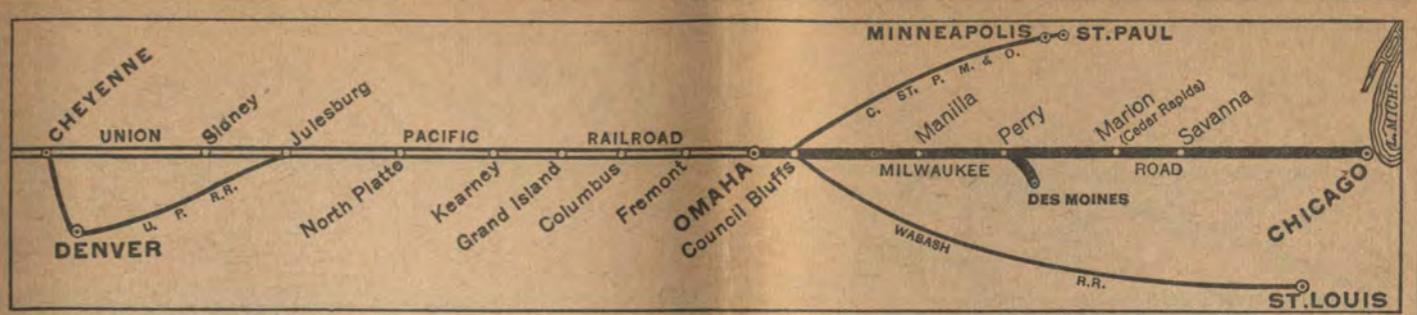 CHEYENNE
UNION
Sidney
Julesburg
PACIFIC
RAILROAD
U. P. R.R.
DENVER
North Platte
Kearney
Grand Island
Columbus
Fremont
OMAHA
Council Bluffs
MINNEAPOLIS
ST. PAUL
C. ST. P. M. & O.
Manilla
Perry
Marion
(Cedar Rapids)
Savanna
MILWAUKEE
ROAD
DES MOINES
WABASH
R.R.
ST. LOUIS
CHICAGO
L. MICH.